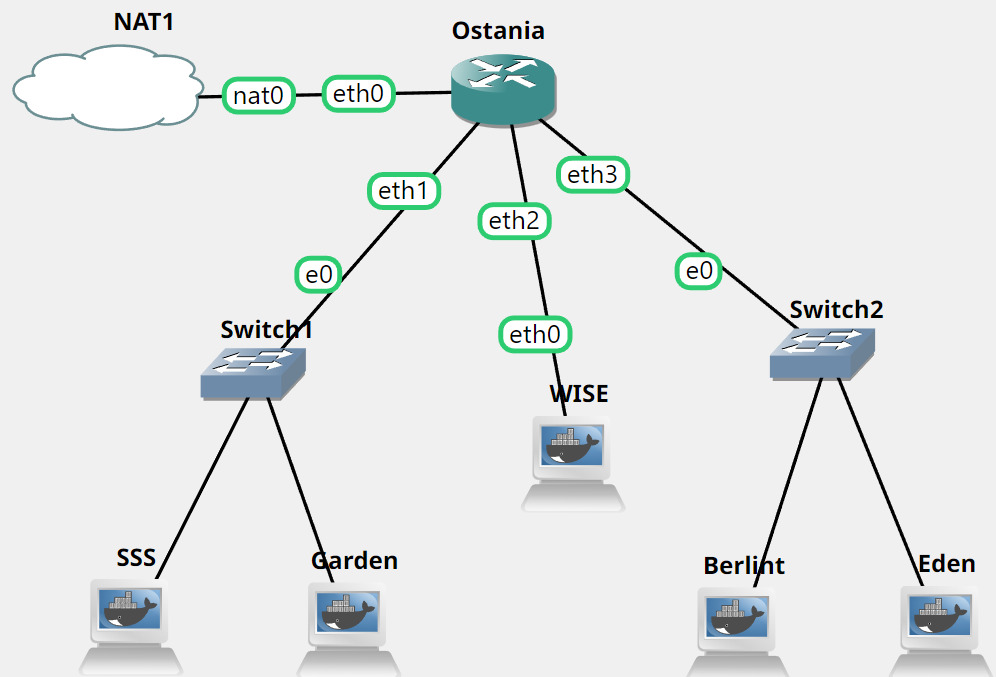 NAT1
Ostania
nat0
eth0
eth1
eth3
eth2
e0
e0
eth0
Switch1
Switch2
WISE
SSS
Garden
Berlint
Eden